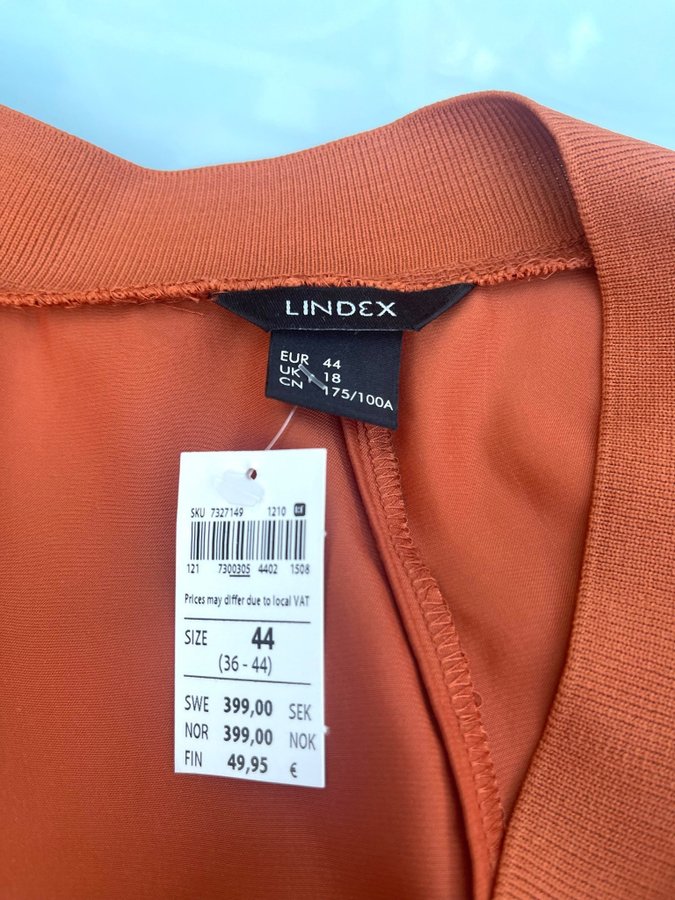 LINDEX
EUR 44
UK 18
CN 175/100A
SKU 7327149 1210
121 7300305 4402 1508
Prices may differ due to local VAT
SIZE 44
(36 - 44)
SWE 399,00 SEK
NOR 399,00 NOK
FIN 49,95 €